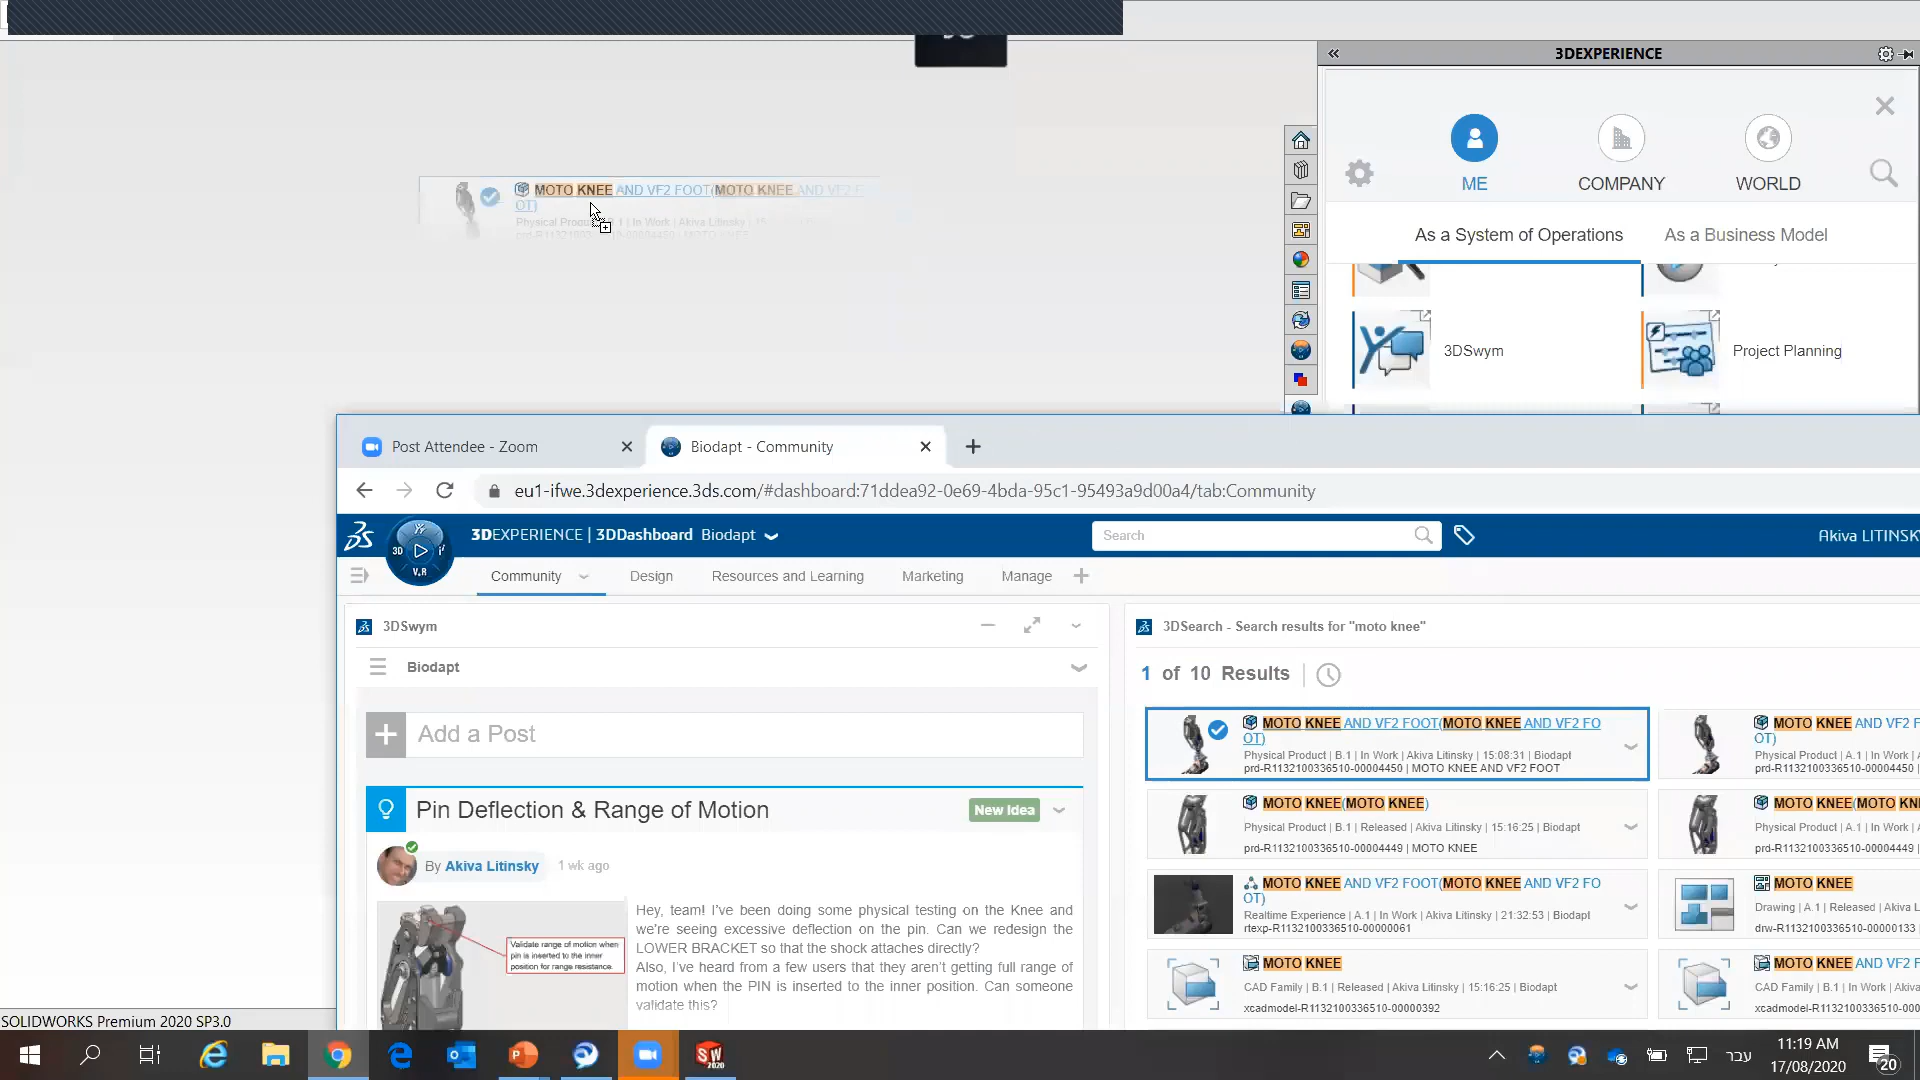 MOTO KNEE AND VF2 FOOT(MOTO KNEE AND VF2 F
OT)
3DEXPERIENCE
ME
COMPANY
WORLD
As a System of Operations
As a Business Model
3DSwym
Project Planning
Post Attendee - Zoom
Biodapt - Community
eu1-ifwe.3dexperience.3ds.com/#dashboard:71ddea92-0e69-4bda-95c1-95493a9d00a4/tab:Community
3DEXPERIENCE | 3DDashboard Biodapt
Search
Akiva LITINSK
3D
V.R
Community
Design
Resources and Learning
Marketing
Manage
3DSwym
Biodapt
Add a Post
Pin Deflection & Range of Motion
New Idea
By Akiva Litinsky
1 wk ago
Validate range of motion when
pin is inserted to the inner
position for range resistance.
Hey, team! I've been doing some physical testing on the Knee and
we're seeing excessive deflection on the pin. Can we redesign the
LOWER BRACKET so that the shock attaches directly?
Also, I've heard from a few users that they aren't getting full range of
motion when the PIN is inserted to the inner position. Can someone
validate this?
3DSearch - Search results for "moto knee"
1 of 10 Results
MOTO KNEE AND VF2 FOOT(MOTO KNEE AND VF2 FO
OT)
Physical Product | B.1 | In Work | Akiva Litinsky | 15:08:31 | Biodapt
prd-R1132100336510-00004450 | MOTO KNEE AND VF2 FOOT
MOTO KNEE AND VF2 F
OT)
Physical Product | A.1 | In Work | A
prd-R1132100336510-00004450 |
MOTO KNEE(MOTO KNEE)
Physical Product | B.1 | Released | Akiva Litinsky | 15:16:25 | Biodapt
prd-R1132100336510-00004449 | MOTO KNEE
MOTO KNEE(MOTO KN
Physical Product | A.1 | In Work |
prd-R1132100336510-00004449 |
MOTO KNEE AND VF2 FOOT(MOTO KNEE AND VF2 FO
OT)
Realtime Experience | A.1 | In Work | Akiva Litinsky | 21:32:53 | Biodapt
rtexp-R1132100336510-00000061
MOTO KNEE
Drawing | A.1 | Released | Akiva L
drw-R1132100336510-00000133 |
MOTO KNEE
CAD Family | B.1 | Released | Akiva Litinsky | 15:16:25 | Biodapt
xcadmodel-R1132100336510-00000392
MOTO KNEE AND VF2 F
CAD Family | B.1 | In Work | Akiva
xcadmodel-R1132100336510-0000
SOLIDWORKS Premium 2020 SP3.0
SW
2020
עבר
11:19 AM
17/08/2020
20